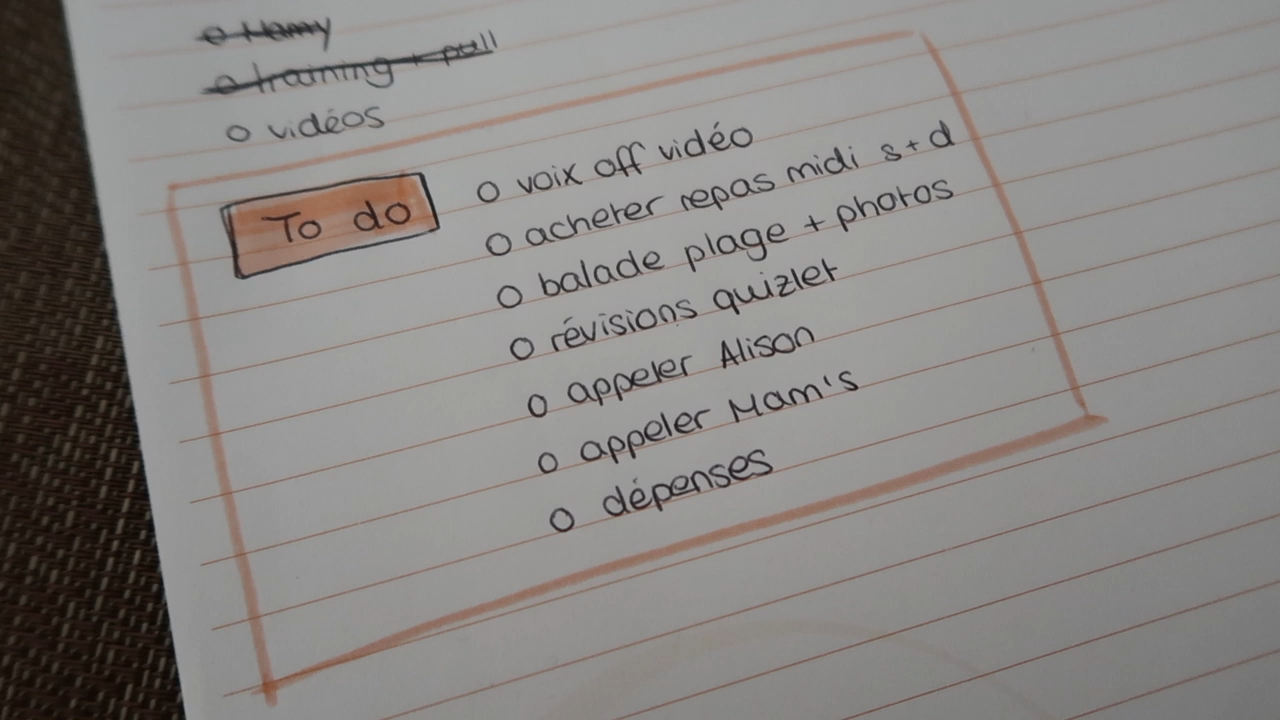 o training + pull
o vidéos
To do
o voix off vidéo
o acheter repas midi s+d
o balade plage + photos
o révisions quizlet
o appeler Alison
o appeler Mam's
o dépenses